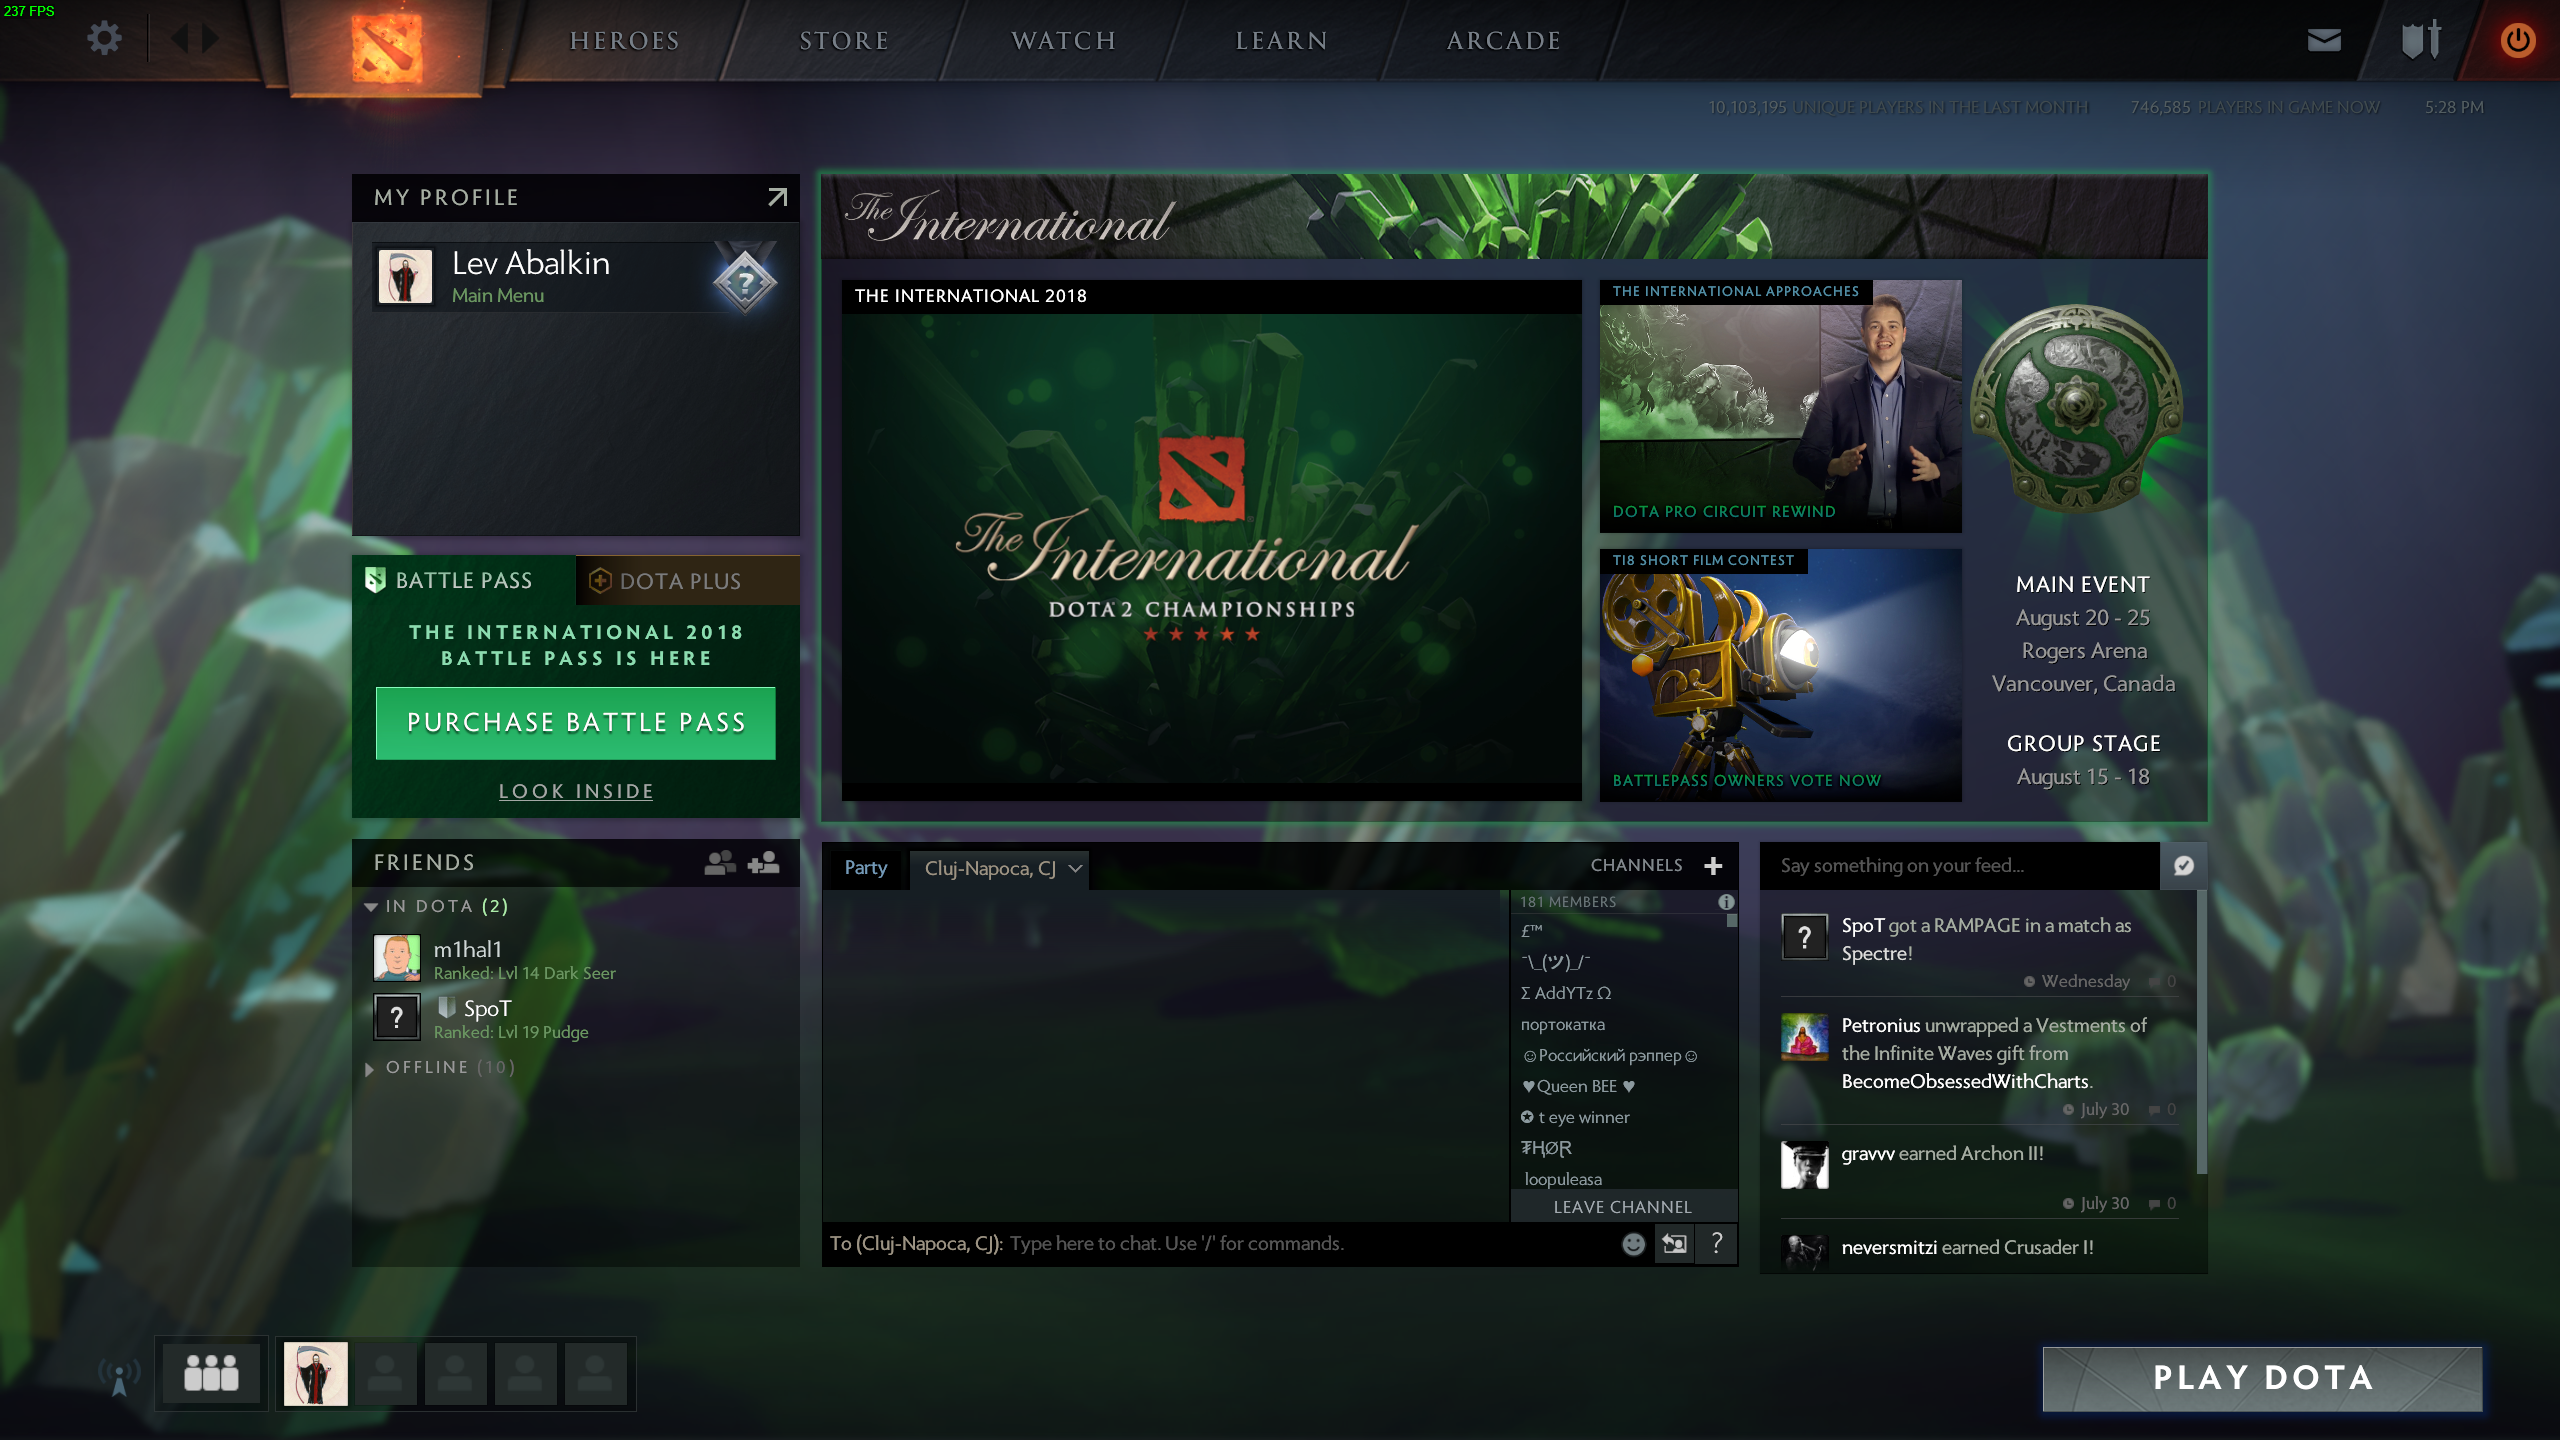 237 FPS
HEROES
STORE
WATCH
LEARN
ARCADE
10,103,195 UNIQUE PLAYERS IN THE LAST MONTH
746,585 PLAYERS IN GAME NOW
5:28 PM
MY PROFILE
Lev Abalkin
Main Menu
?
BATTLE PASS
DOTA PLUS
THE INTERNATIONAL 2018
BATTLE PASS IS HERE
PURCHASE BATTLE PASS
LOOK INSIDE
FRIENDS
IN DOTA (2)
m1hal1
Ranked: Lvl 14 Dark Seer
?
SpoT
Ranked: Lvl 19 Pudge
OFFLINE (10)
The International
THE INTERNATIONAL 2018
The International
DOTA 2 CHAMPIONSHIPS
THE INTERNATIONAL APPROACHES
DOTA PRO CIRCUIT REWIND
TI8 SHORT FILM CONTEST
BATTLEPASS OWNERS VOTE NOW
MAIN EVENT
August 20 - 25
Rogers Arena
Vancouver, Canada
GROUP STAGE
August 15 - 18
Party
Cluj-Napoca, CJ
CHANNELS +
181 MEMBERS
£™
¯\_(ツ)_/¯
Σ AddYTz Ω
портокатка
☺Российский рэппер☺
♥Queen BEE ♥
✪ t eye winner
₮ⱧØⱤ
loopuleasa
LEAVE CHANNEL
To (Cluj-Napoca, CJ): Type here to chat. Use '/' for commands.
?
Say something on your feed...
?
SpoT got a RAMPAGE in a match as
Spectre!
Wednesday 0
Petronius unwrapped a Vestments of
the Infinite Waves gift from
BecomeObsessedWithCharts.
July 30 0
gravvv earned Archon II!
July 30 0
neversmitzi earned Crusader I!
PLAY DOTA